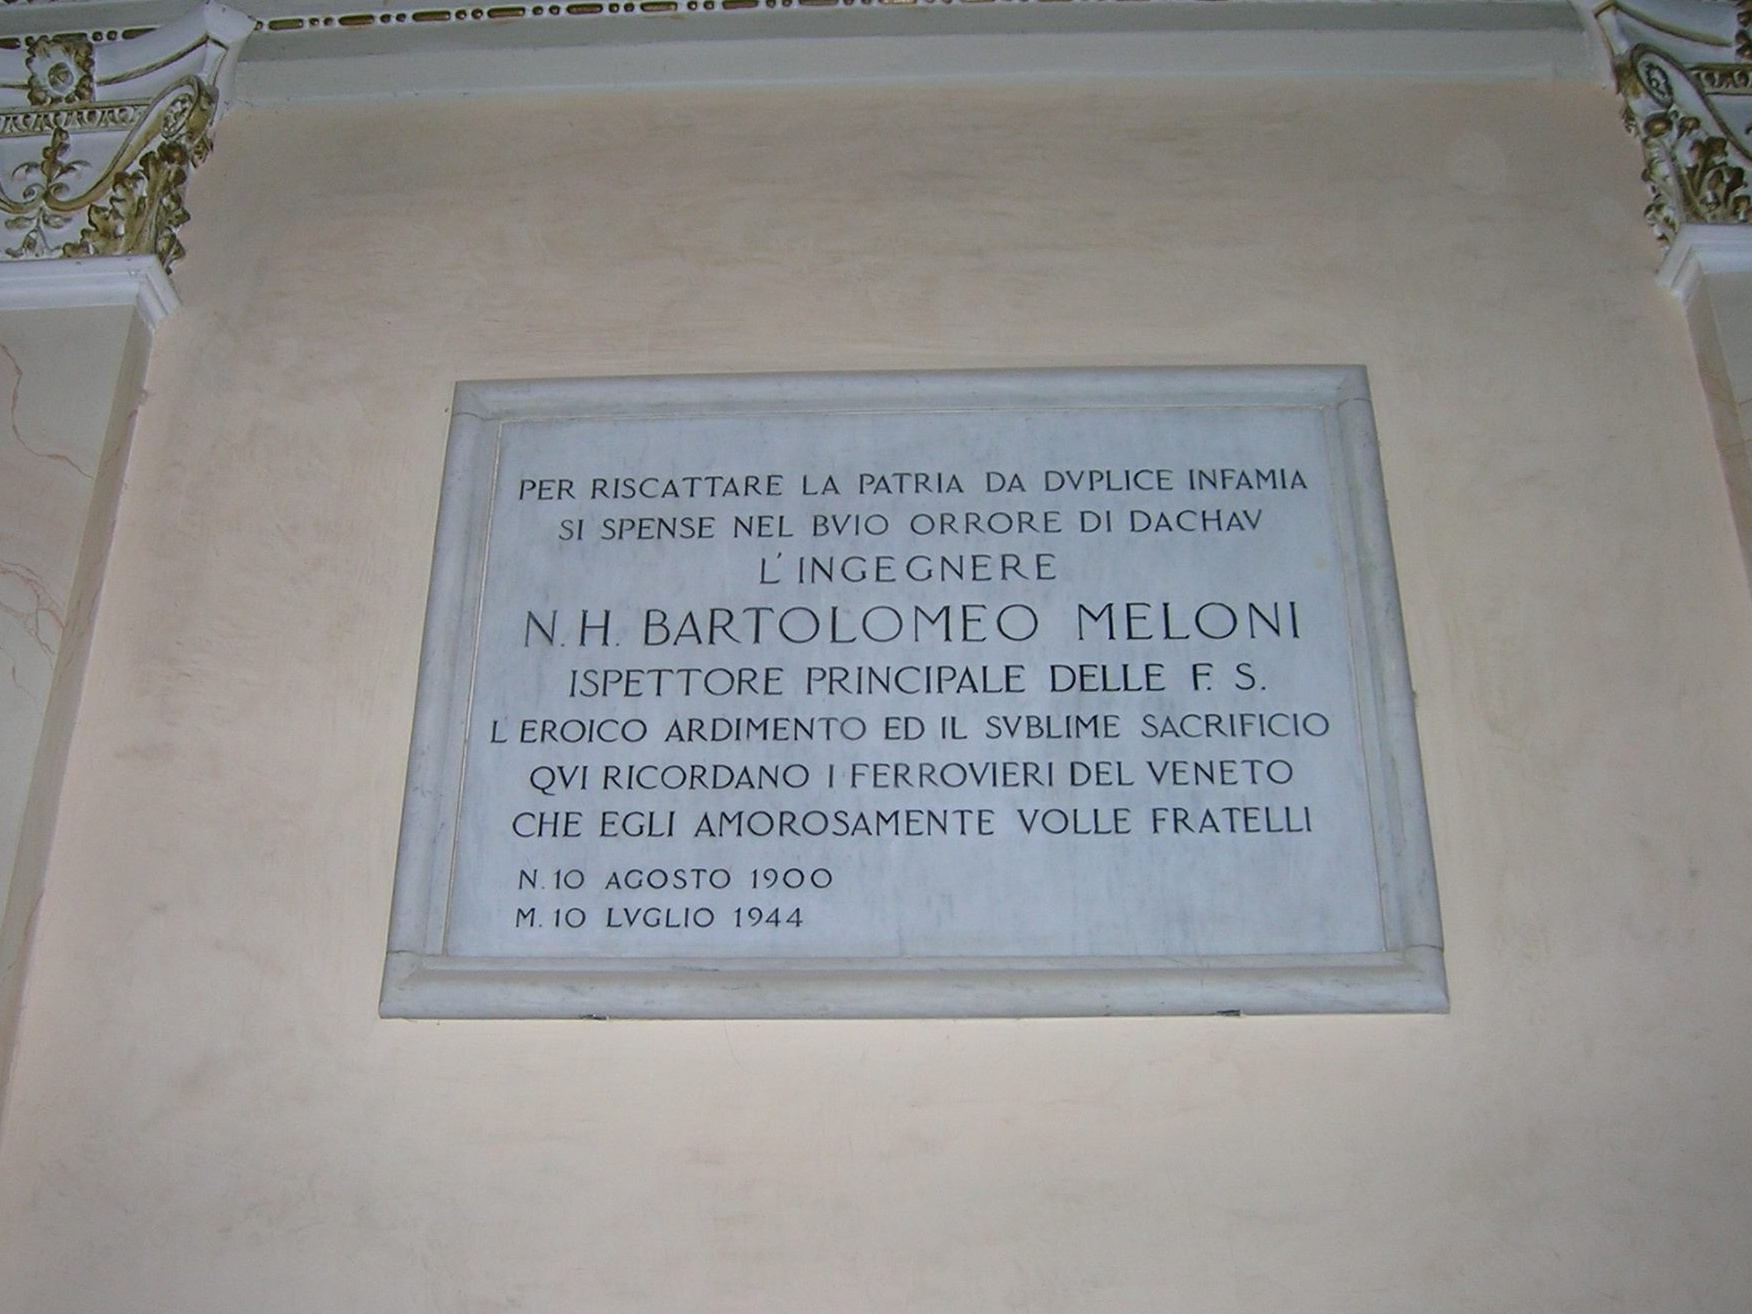 PER RISCATTARE LA PATRIA DA DVPLICE INFAMIA
SI SPENSE NEL BVIO ORRORE DI DACHAV
L'INGEGNERE
N.H. BARTOLOMEO MELONI
ISPETTORE PRINCIPALE DELLE F. S.
L'EROICO ARDIMENTO ED IL SVBLIME SACRIFICIO
QVI RICORDANO I FERROVIERI DEL VENETO
CHE EGLI AMOROSAMENTE VOLLE FRATELLI
N. 10 AGOSTO 1900
M. 10 LVGLIO 1944